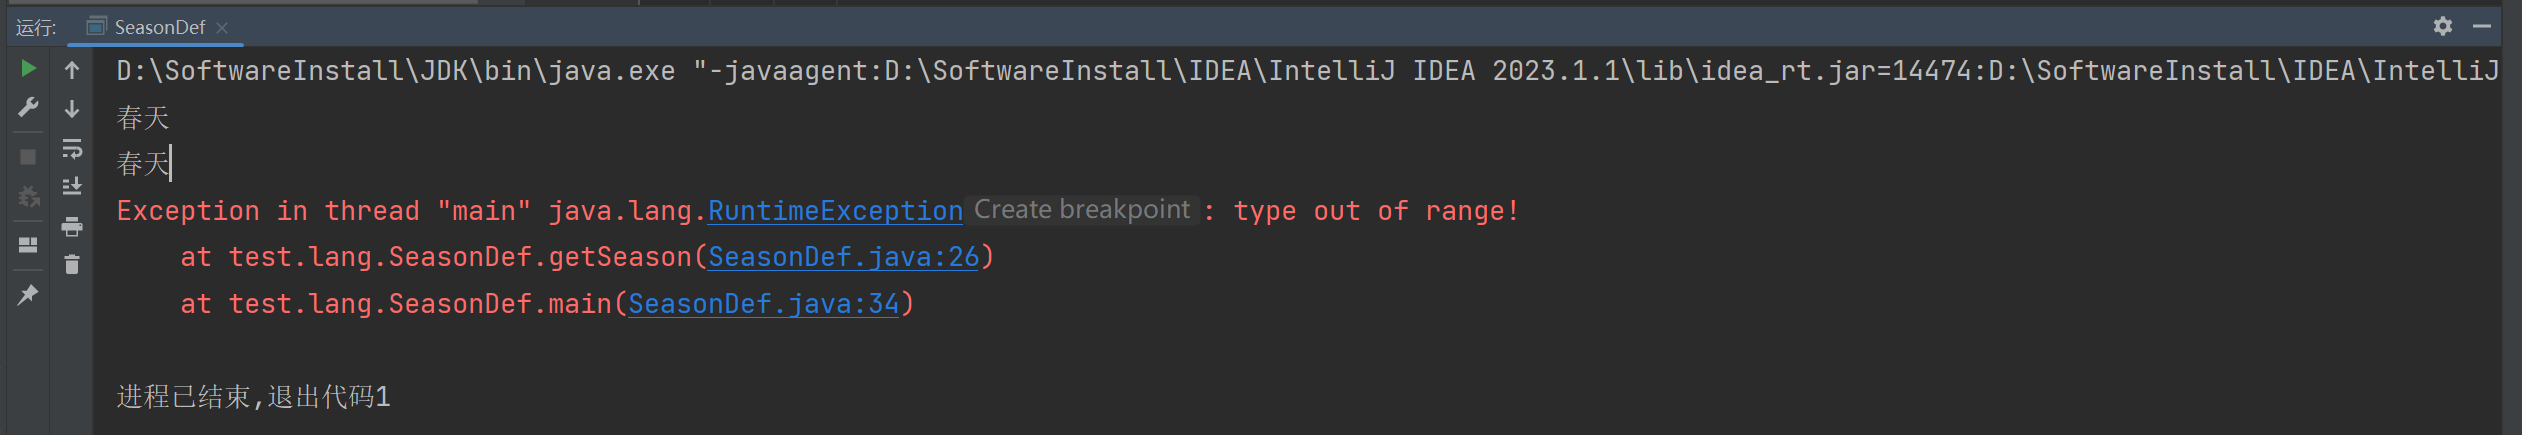 运行: SeasonDef
D:\SoftwareInstall\JDK\bin\java.exe "-javaagent:D:\SoftwareInstall\IDEA\IntelliJ IDEA 2023.1.1\lib\idea_rt.jar=14474:D:\SoftwareInstall\IDEA\IntelliJ
春天
春天
Exception in thread "main" java.lang.RuntimeException Create breakpoint : type out of range!
at test.lang.SeasonDef.getSeason(SeasonDef.java:26)
at test.lang.SeasonDef.main(SeasonDef.java:34)
进程已结束,退出代码1